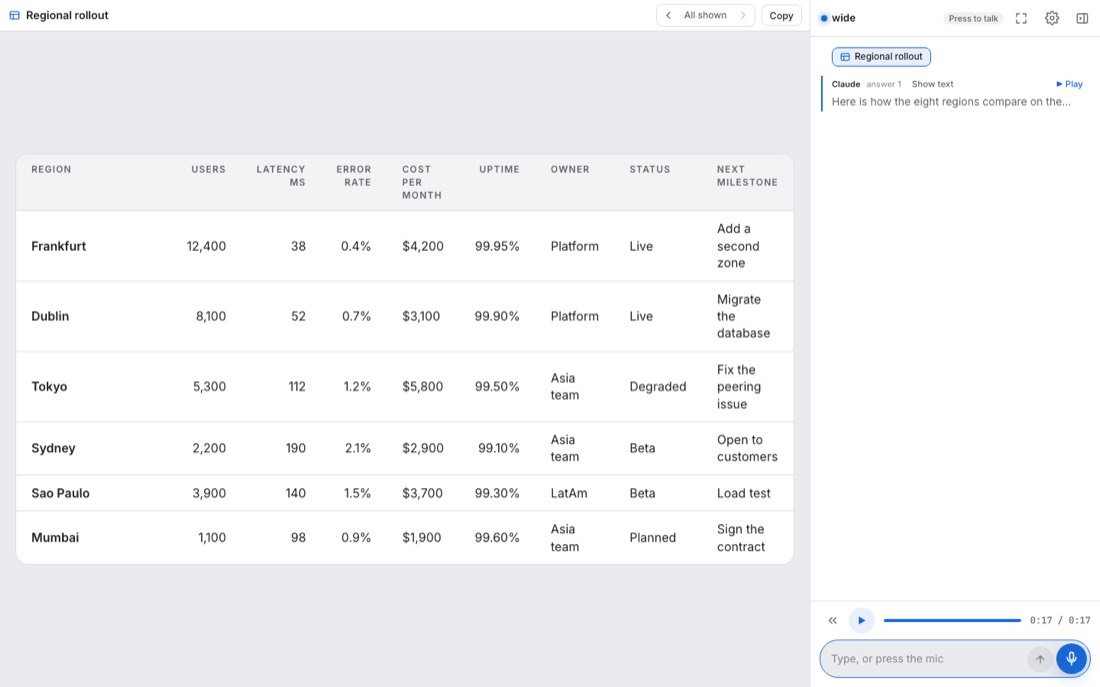 Regional rollout
All shown
Copy
REGION USERS LATENCY MS ERROR RATE COST PER MONTH UPTIME OWNER STATUS NEXT MILESTONE
Frankfurt 12,400 38 0.4% $4,200 99.95% Platform Live Add a second zone
Dublin 8,100 52 0.7% $3,100 99.90% Platform Live Migrate the database
Tokyo 5,300 112 1.2% $5,800 99.50% Asia team Degraded Fix the peering issue
Sydney 2,200 190 2.1% $2,900 99.10% Asia team Beta Open to customers
Sao Paulo 3,900 140 1.5% $3,700 99.30% LatAm Beta Load test
Mumbai 1,100 98 0.9% $1,900 99.60% Asia team Planned Sign the contract
wide
Press to talk
Regional rollout
Claude answer 1 Show text Play
Here is how the eight regions compare on the...
0:17 / 0:17
Type, or press the mic